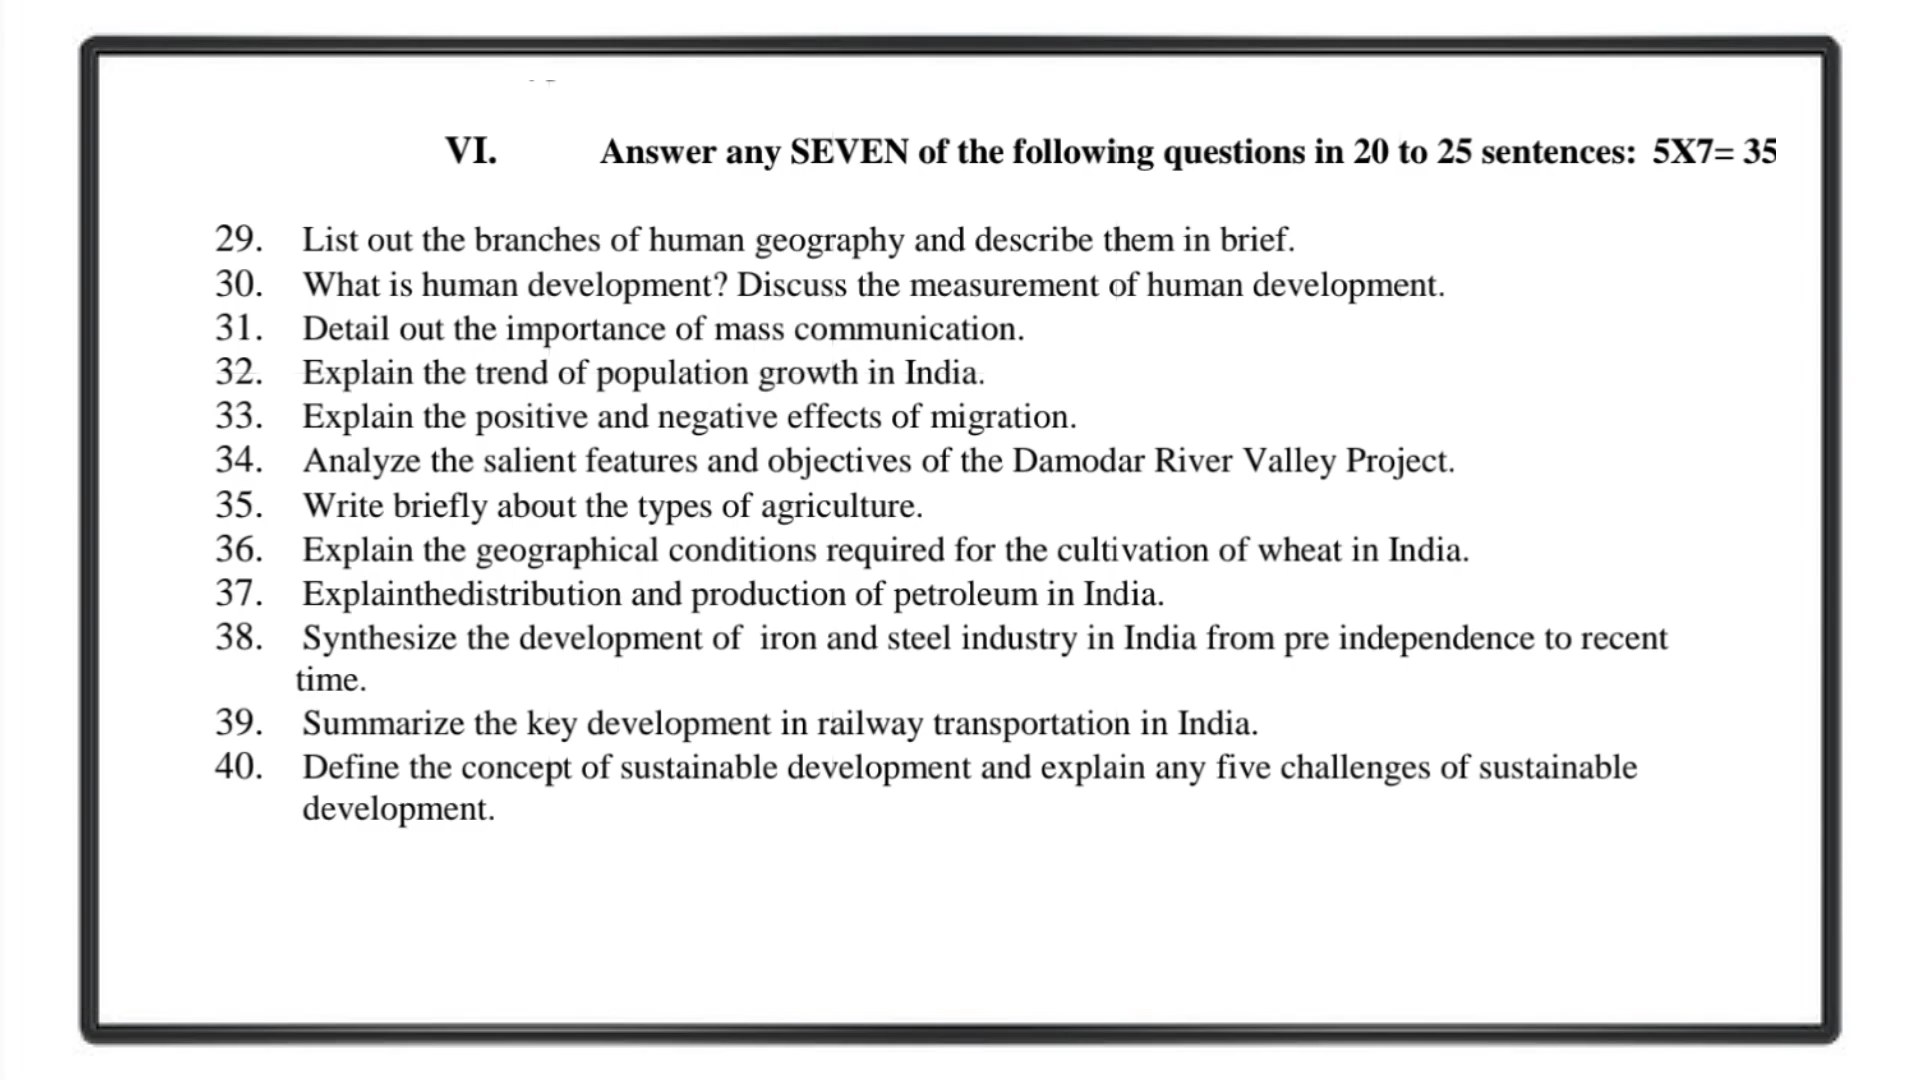 VI. Answer any SEVEN of the following questions in 20 to 25 sentences: 5X7= 35
29. List out the branches of human geography and describe them in brief.
30. What is human development? Discuss the measurement of human development.
31. Detail out the importance of mass communication.
32. Explain the trend of population growth in India.
33. Explain the positive and negative effects of migration.
34. Analyze the salient features and objectives of the Damodar River Valley Project.
35. Write briefly about the types of agriculture.
36. Explain the geographical conditions required for the cultivation of wheat in India.
37. Explainthedistribution and production of petroleum in India.
38. Synthesize the development of iron and steel industry in India from pre independence to recent
time.
39. Summarize the key development in railway transportation in India.
40. Define the concept of sustainable development and explain any five challenges of sustainable
development.